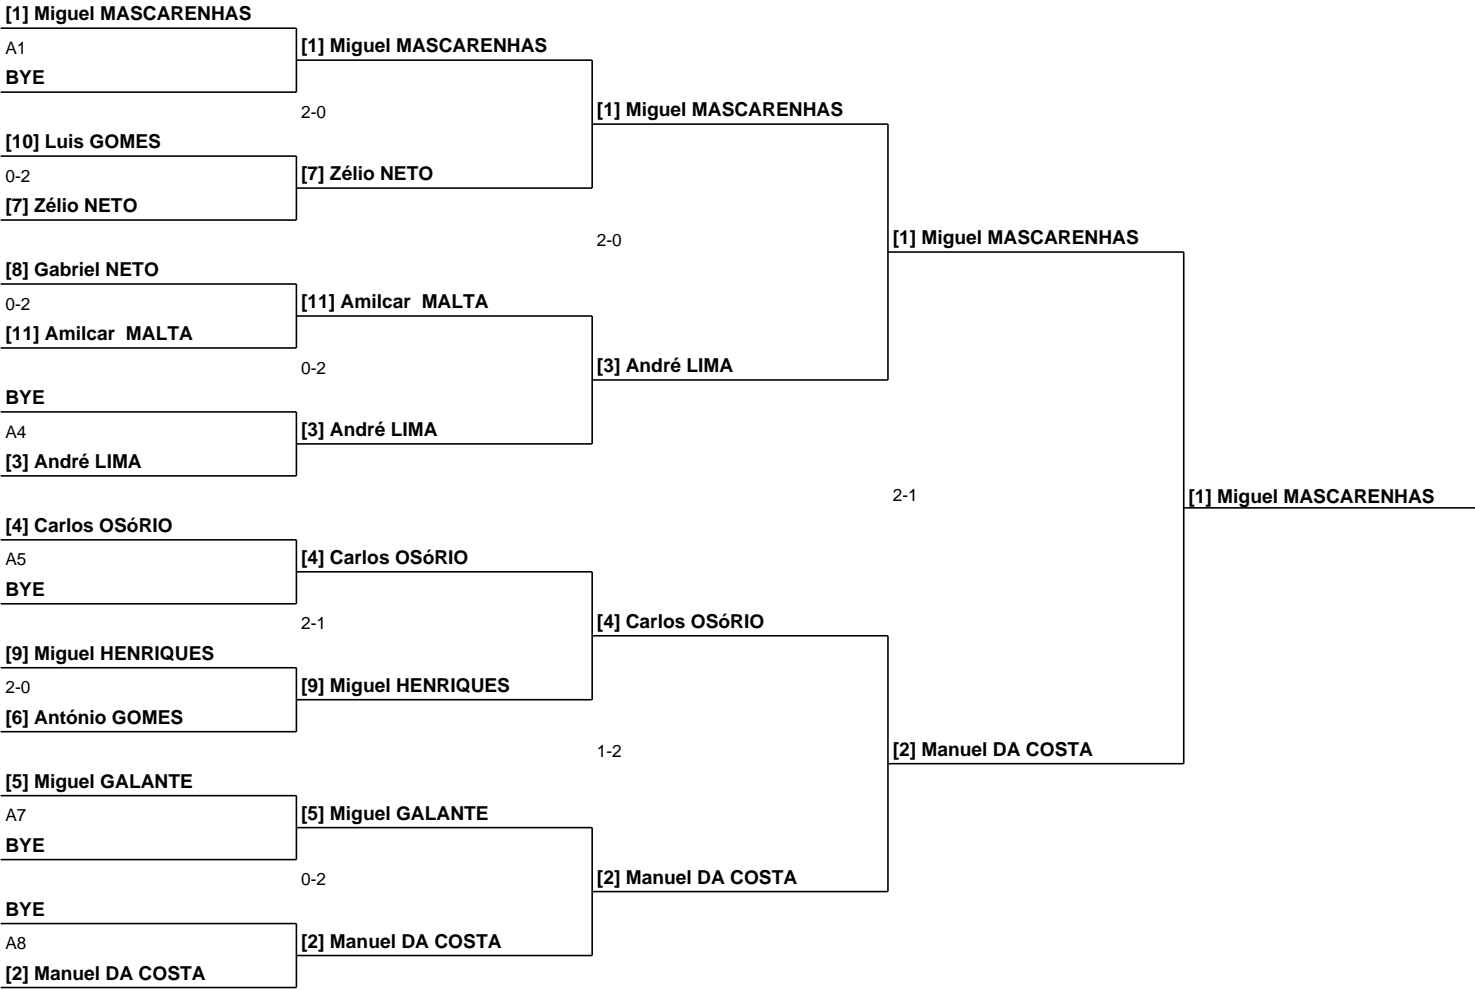 [1] Miguel MASCARENHAS
A1
BYE
[10] Luis GOMES
0-2
[7] Zélio NETO
[8] Gabriel NETO
0-2
[11] Amilcar  MALTA
BYE
A4
[3] André LIMA
[4] Carlos OSóRIO
A5
BYE
[9] Miguel HENRIQUES
2-0
[6] António GOMES
[5] Miguel GALANTE
A7
BYE
BYE
A8
[2] Manuel DA COSTA
[1] Miguel MASCARENHAS
2-0
[7] Zélio NETO
[11] Amilcar  MALTA
0-2
[3] André LIMA
[4] Carlos OSóRIO
2-1
[9] Miguel HENRIQUES
[5] Miguel GALANTE
0-2
[2] Manuel DA COSTA
[1] Miguel MASCARENHAS
2-0
[3] André LIMA
[4] Carlos OSóRIO
1-2
[2] Manuel DA COSTA
[1] Miguel MASCARENHAS
2-1
[2] Manuel DA COSTA
[1] Miguel MASCARENHAS